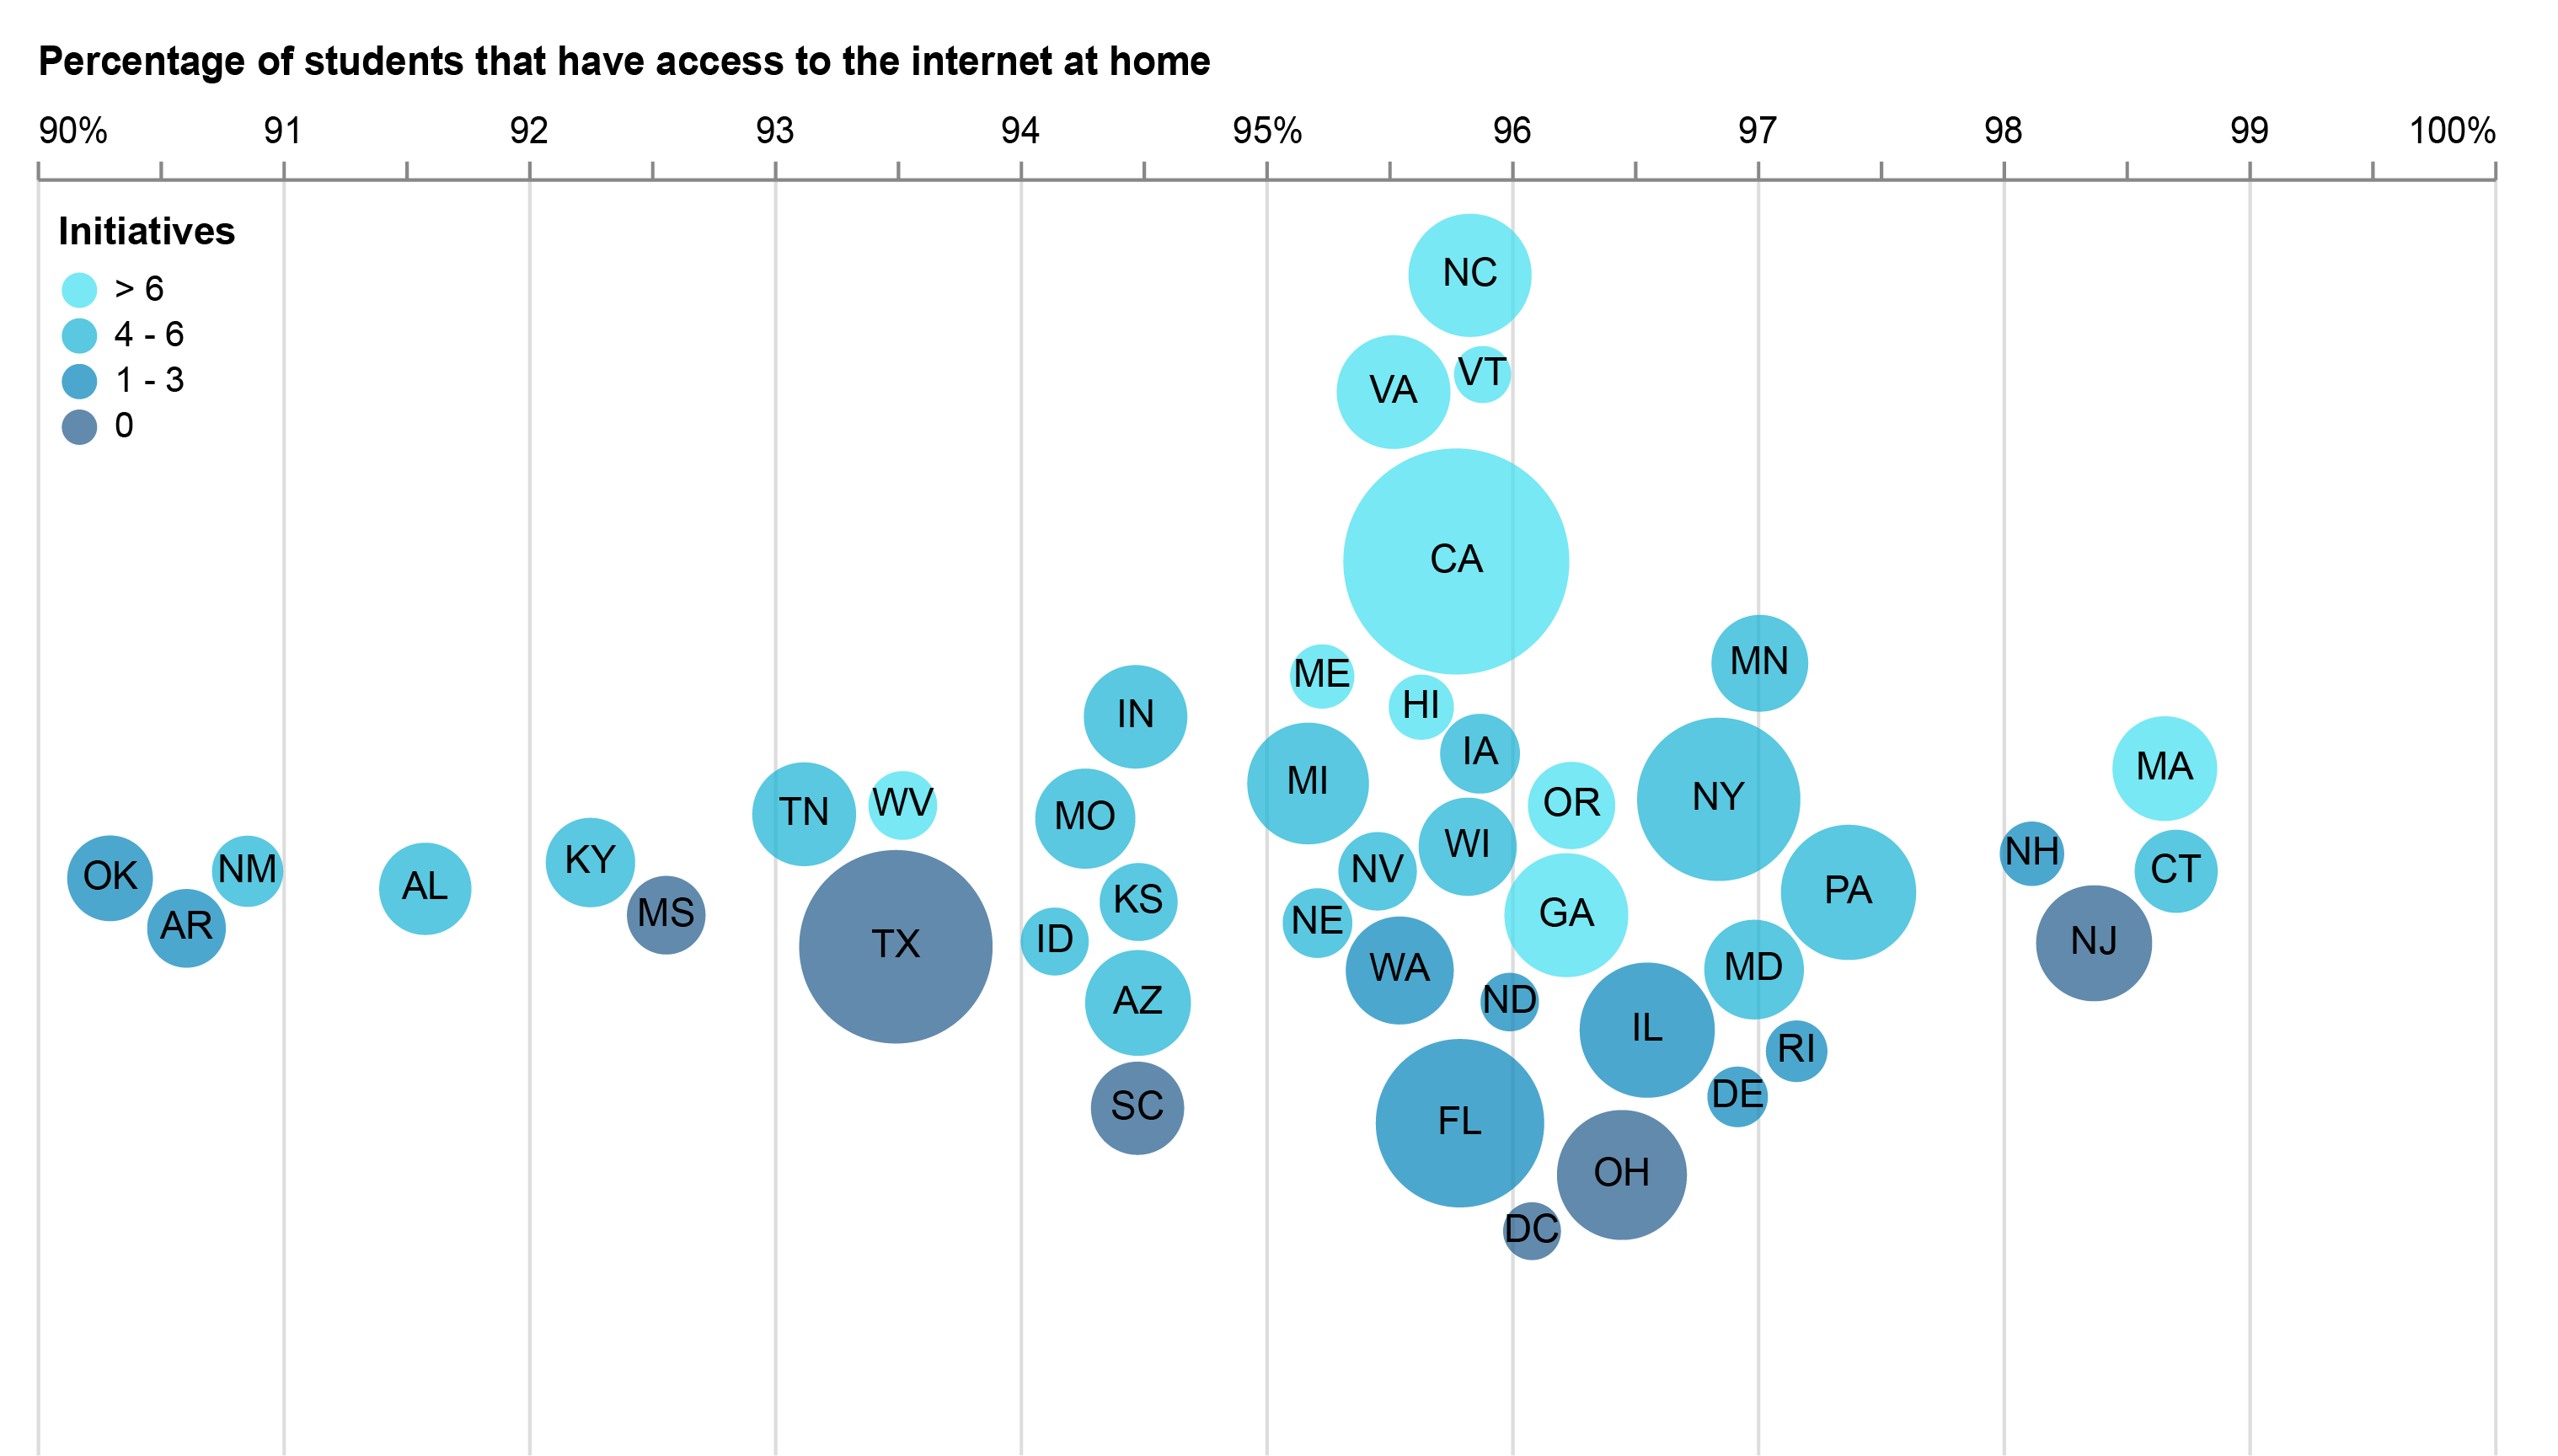 Percentage of students that have access to the internet at home
90% 91 92 93 94 95% 96 97 98 99 100%
Initiatives
> 6
4 - 6
1 - 3
0
NC
VA
VT
CA
MN
ME
HI
IN
IA
MI
MA
NY
OR
TN
WV
MO
WI
NH
KY
NV
CT
NM
OK
AL
PA
KS
MS
GA
NE
AR
ID
NJ
TX
WA
MD
ND
AZ
IL
RI
DE
SC
FL
OH
DC